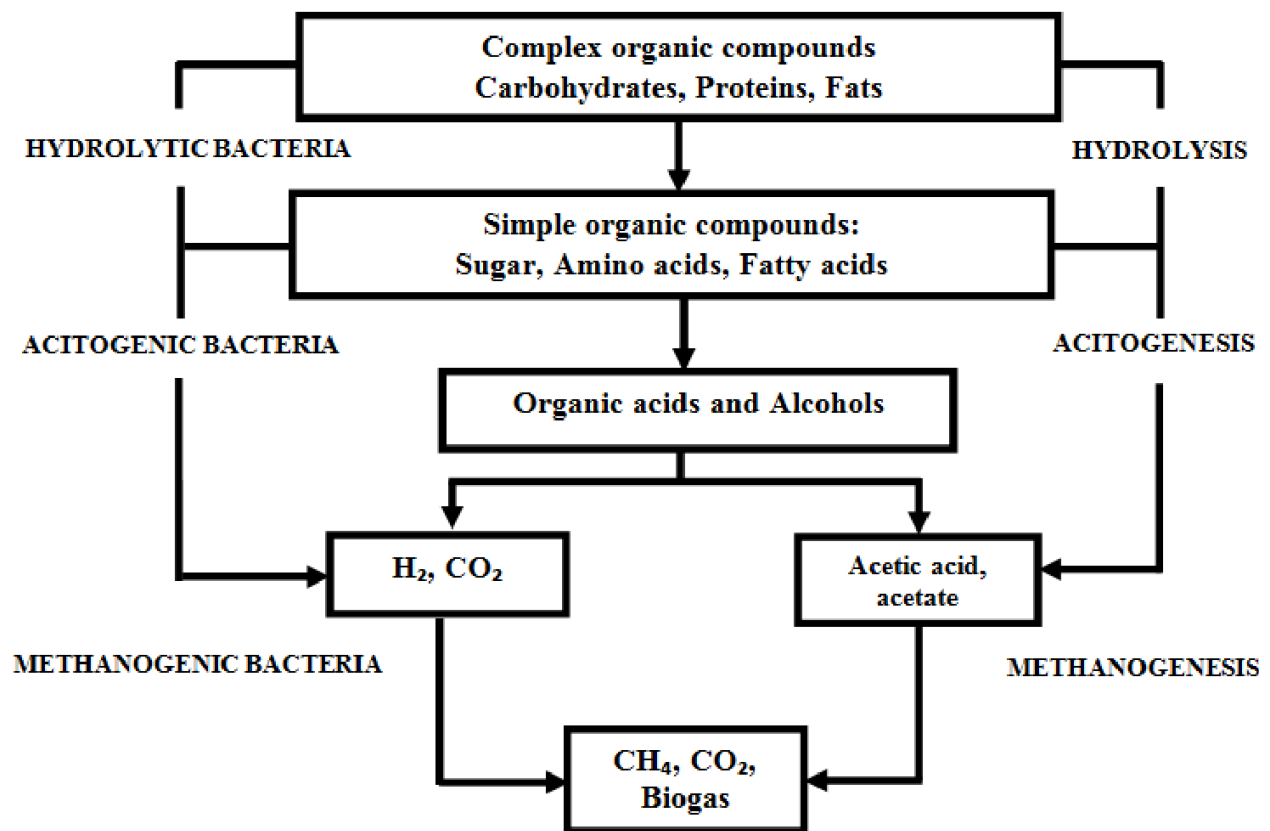 Complex organic compounds
Carbohydrates, Proteins, Fats
HYDROLYTIC BACTERIA
HYDROLYSIS
Simple organic compounds:
Sugar, Amino acids, Fatty acids
ACITOGENIC BACTERIA
ACITOGENESIS
Organic acids and Alcohols
H₂, CO₂
Acetic acid,
acetate
METHANOGENIC BACTERIA
METHANOGENESIS
CH₄, CO₂,
Biogas